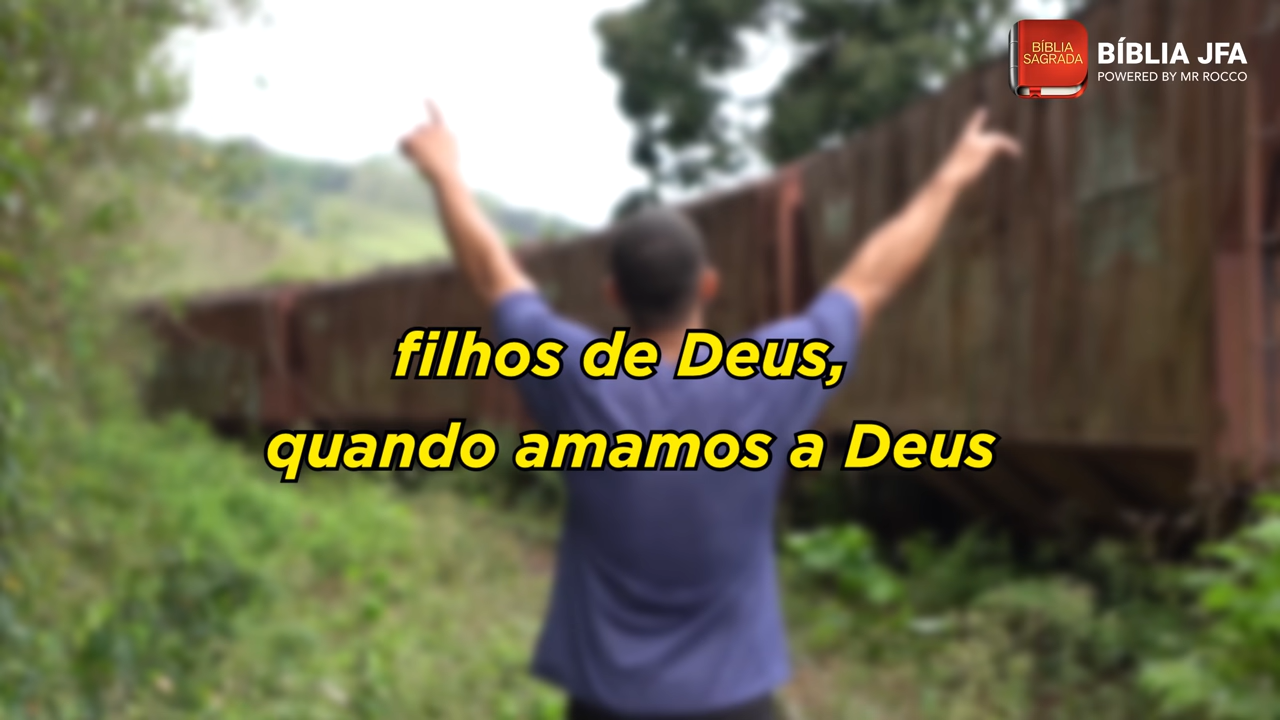 BÍBLIA
SAGRADA
BÍBLIA JFA
POWERED BY MR ROCCO
filhos de Deus,
quando amamos a Deus